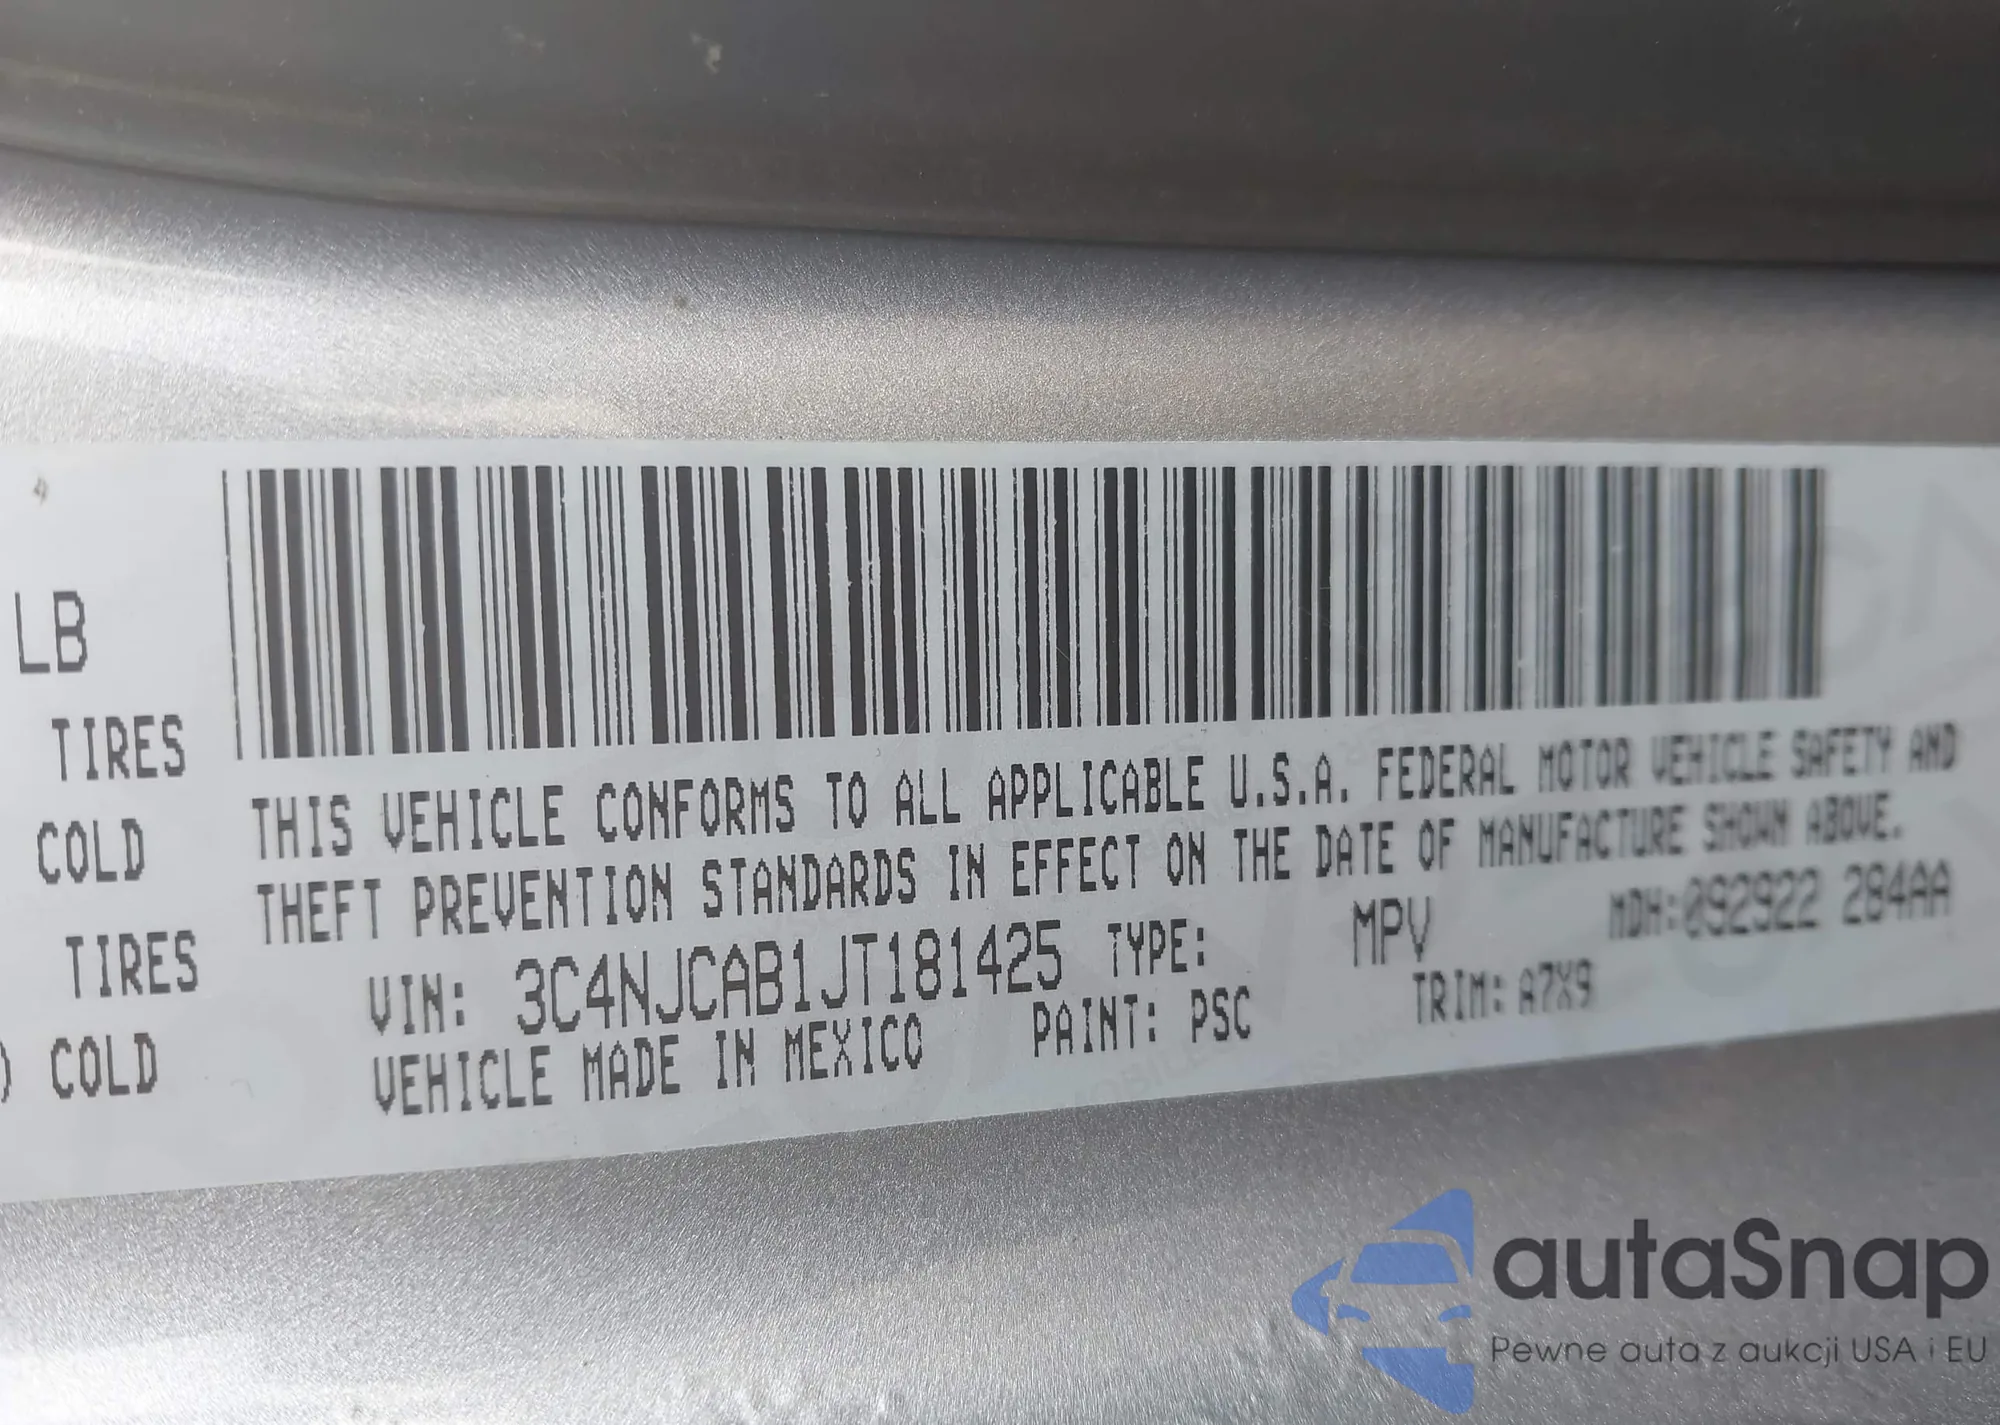 LB
TIRES
COLD
TIRES
COLD
THIS VEHICLE CONFORMS TO ALL APPLICABLE U.S.A. FEDERAL MOTOR VEHICLE SAFETY AND
THEFT PREVENTION STANDARDS IN EFFECT ON THE DATE OF MANUFACTURE SHOWN ABOVE.
VIN: 3C4NJCAB1JT181425 TYPE: MPV MDH:092922 284AA
VEHICLE MADE IN MEXICO PAINT: PSC TRIM: A7X9
autaSnap
Pewne auta z aukcji USA i EU